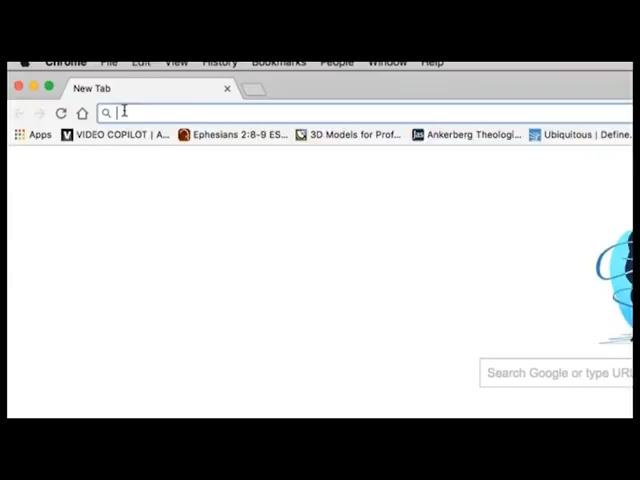 Chrome File Edit View History Bookmarks People Window Help
New Tab
Apps VIDEO COPILOT | A... Ephesians 2:8-9 ES... 3D Models for Prof... Ankerberg Theologi... Ubiquitous | Define.
Search Google or type URL